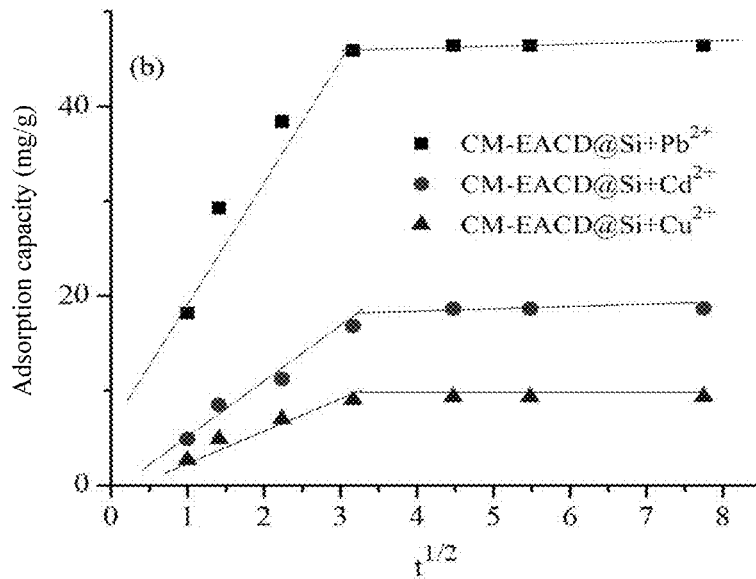 (b)
Adsorption capacity (mg/g)
40
20
0
CM-EACD@Si+Pb²⁺
CM-EACD@Si+Cd²⁺
CM-EACD@Si+Cu²⁺
0 1 2 3 4 5 6 7 8
t¹/²